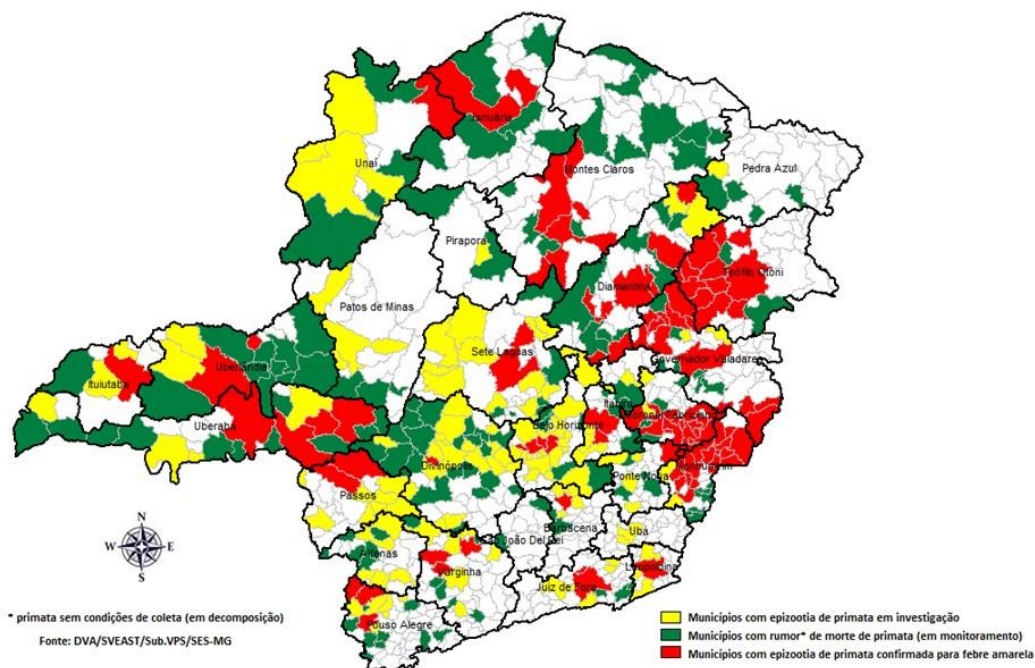 Januária
Unaí
Montes Claros
Pedra Azul
Pirapora
Teófilo Otoni
Diamantina
Patos de Minas
Sete Lagoas
Governador Valadares
Uberlândia
Ituiutaba
Itabira
Coronel Fabriciano
Uberaba
Belo Horizonte
Divinópolis
Manhuaçu
Ponte Nova
Passos
Barbacena
Ubá
São João Del Rei
Alfenas
Leopoldina
Varginha
Juiz de Fora
Pouso Alegre
N
W E
S
* primata sem condições de coleta (em decomposição)
Fonte: DVA/SVEAST/Sub.VPS/SES-MG
Municípios com epizootia de primata em investigação
Municípios com rumor* de morte de primata (em monitoramento)
Municípios com epizootia de primata confirmada para febre amarela